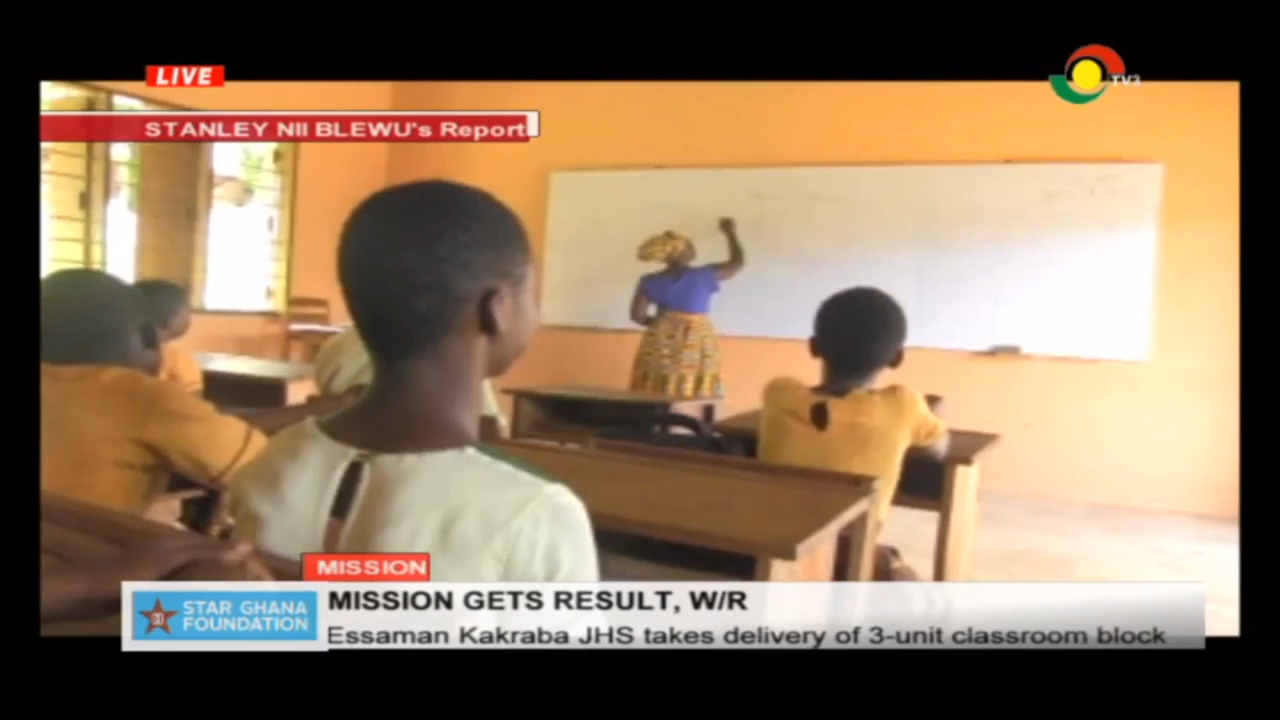 LIVE
TV3
STANLEY NII BLEWU's Report
MISSION
STAR GHANA
FOUNDATION
MISSION GETS RESULT, W/R
Essaman Kakraba JHS takes delivery of 3-unit classroom block